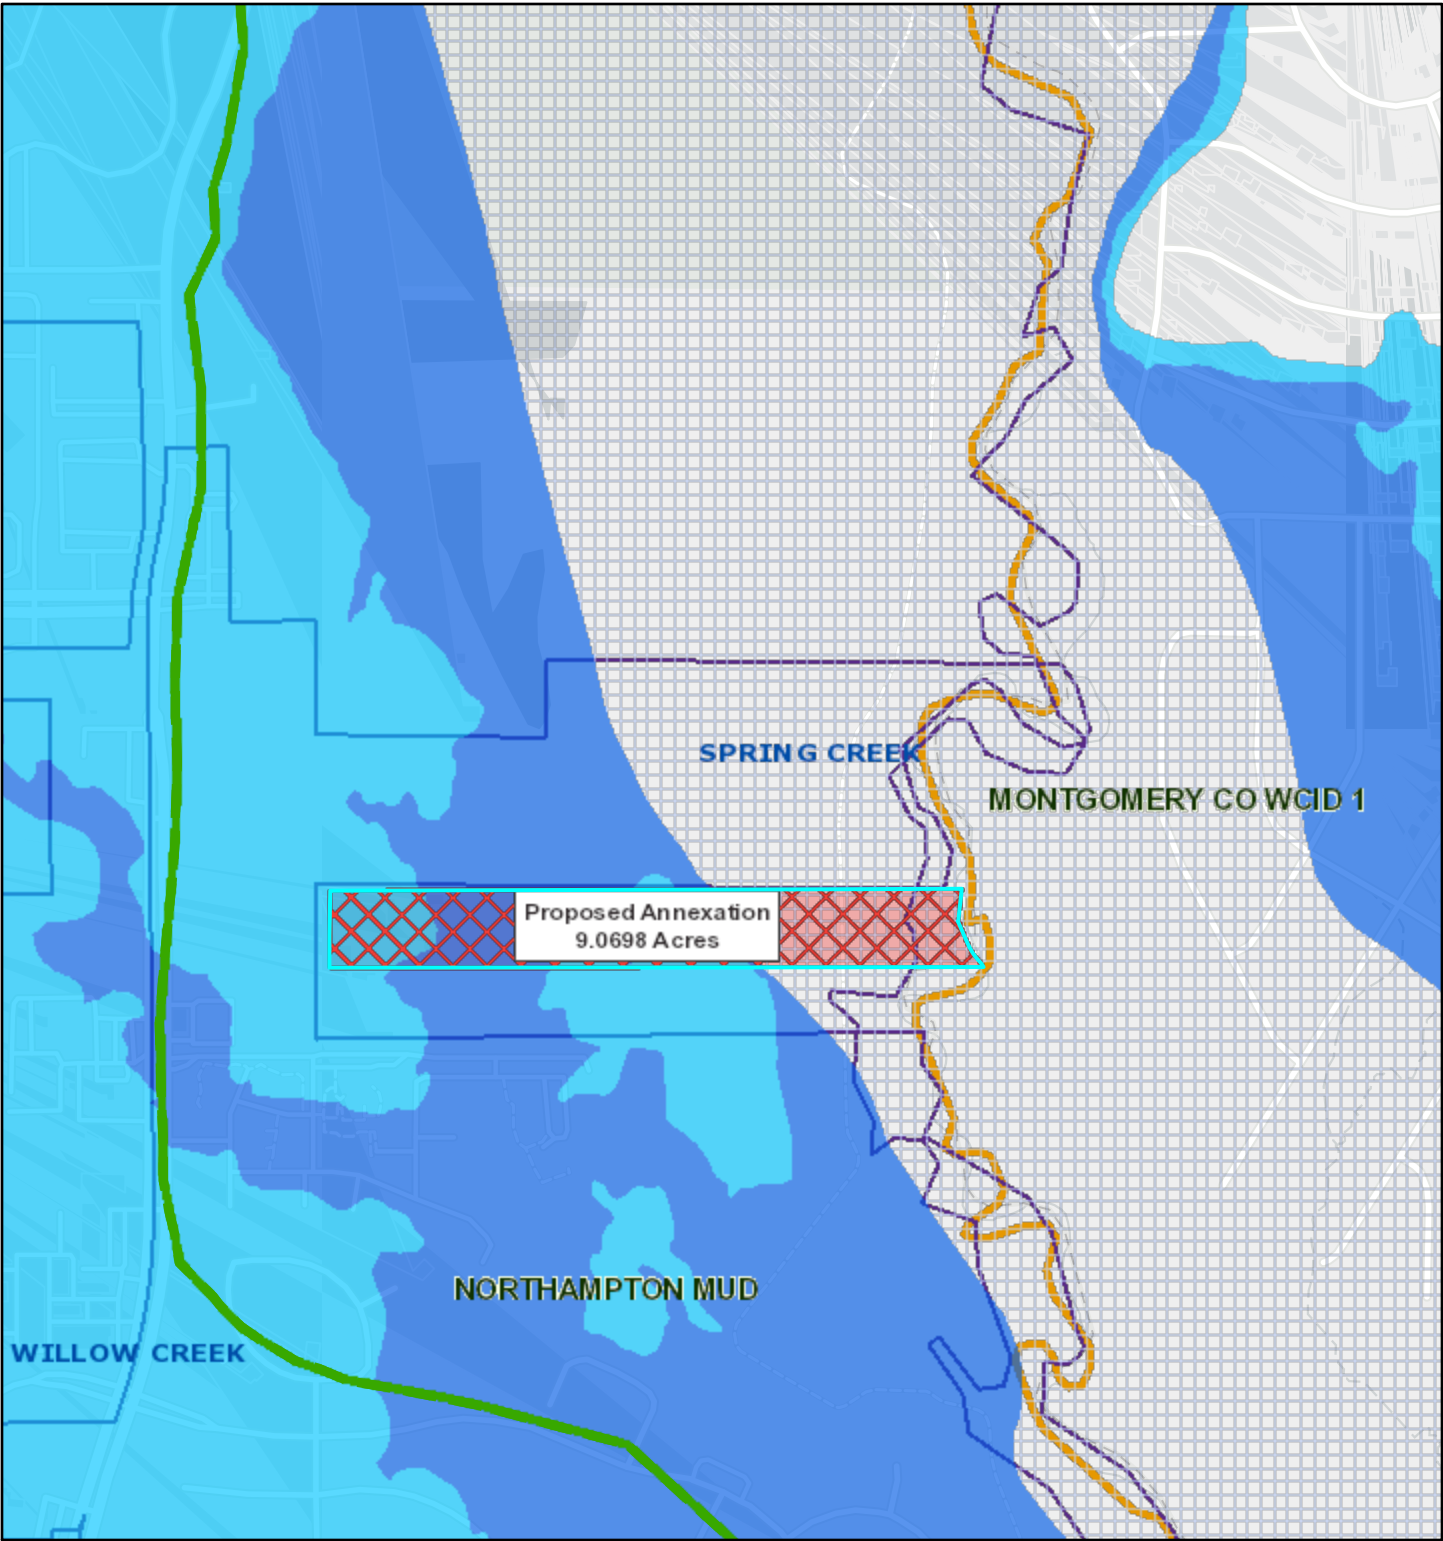 SPRING CREEK
MONTGOMERY CO WCID 1
Proposed Annexation
9.0698 Acres
NORTHAMPTON MUD
WILLOW CREEK